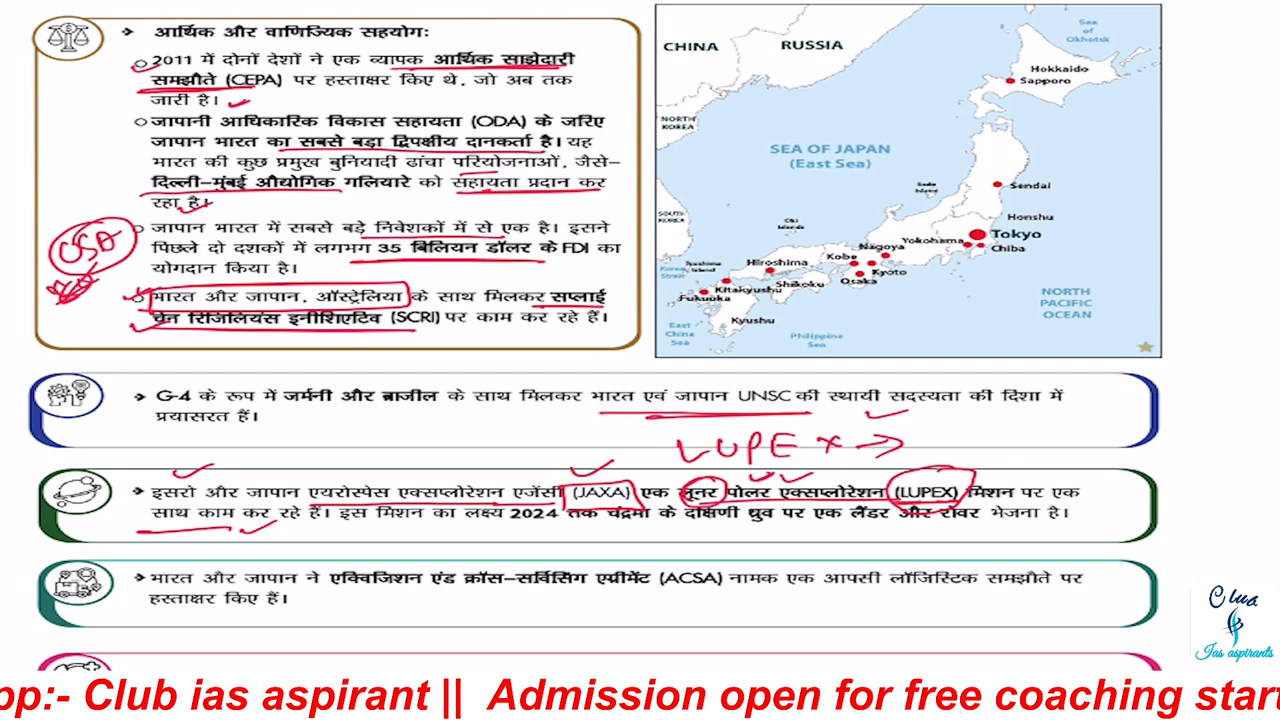 आर्थिक और वाणिज्यिक सहयोगः
2011 में दोनों देशों ने एक व्यापक आर्थिक साझेदारी
समझौते (CEPA) पर हस्ताक्षर किए थे, जो अब तक
जारी है।
जापानी आधिकारिक विकास सहायता (ODA) के जरिए
जापान भारत का सबसे बड़ा द्विपक्षीय दानकर्ता है। यह
भारत की कुछ प्रमुख बुनियादी ढांचा परियोजनाओं, जैसे–
दिल्ली–मुंबई औद्योगिक गलियारे को सहायता प्रदान कर
रहा है।
जापान भारत में सबसे बड़े निवेशकों में से एक है। इसने
पिछले दो दशकों में लगभग 35 बिलियन डॉलर के FDI का
योगदान किया है।
भारत और जापान, ऑस्ट्रेलिया के साथ मिलकर सप्लाई
चेन रिजिलियंस इनीशिएटिव (SCRI) पर काम कर रहे हैं।
CHINA
RUSSIA
Sea of Okhotsk
Hokkaido
Sapporo
NORTH KOREA
SEA OF JAPAN
(East Sea)
Sendai
SOUTH KOREA
Honshu
Tokyo
Yokohama
Chiba
Nagoya
Kobe
Kyoto
Osaka
Hiroshima
Shikoku
Kitakyushu
Fukuoka
Kyushu
Korea Strait
East China Sea
Philippine Sea
NORTH PACIFIC OCEAN
G-4 के रूप में जर्मनी और ब्राजील के साथ मिलकर भारत एवं जापान UNSC की स्थायी सदस्यता की दिशा में
प्रयासरत हैं।
LUPEX
इसरो और जापान एयरोस्पेस एक्सप्लोरेशन एजेंसी (JAXA) एक लूनर पोलर एक्सप्लोरेशन (LUPEX) मिशन पर एक
साथ काम कर रहे हैं। इस मिशन का लक्ष्य 2024 तक चंद्रमा के दक्षिणी ध्रुव पर एक लैंडर और रोवर भेजना है।
भारत और जापान ने एक्विजिशन एंड क्रॉस–सर्विसिंग एग्रीमेंट (ACSA) नामक एक आपसी लॉजिस्टिक समझौते पर
हस्ताक्षर किए हैं।
Club
Ias aspirants
pp:- Club ias aspirant || Admission open for free coaching start